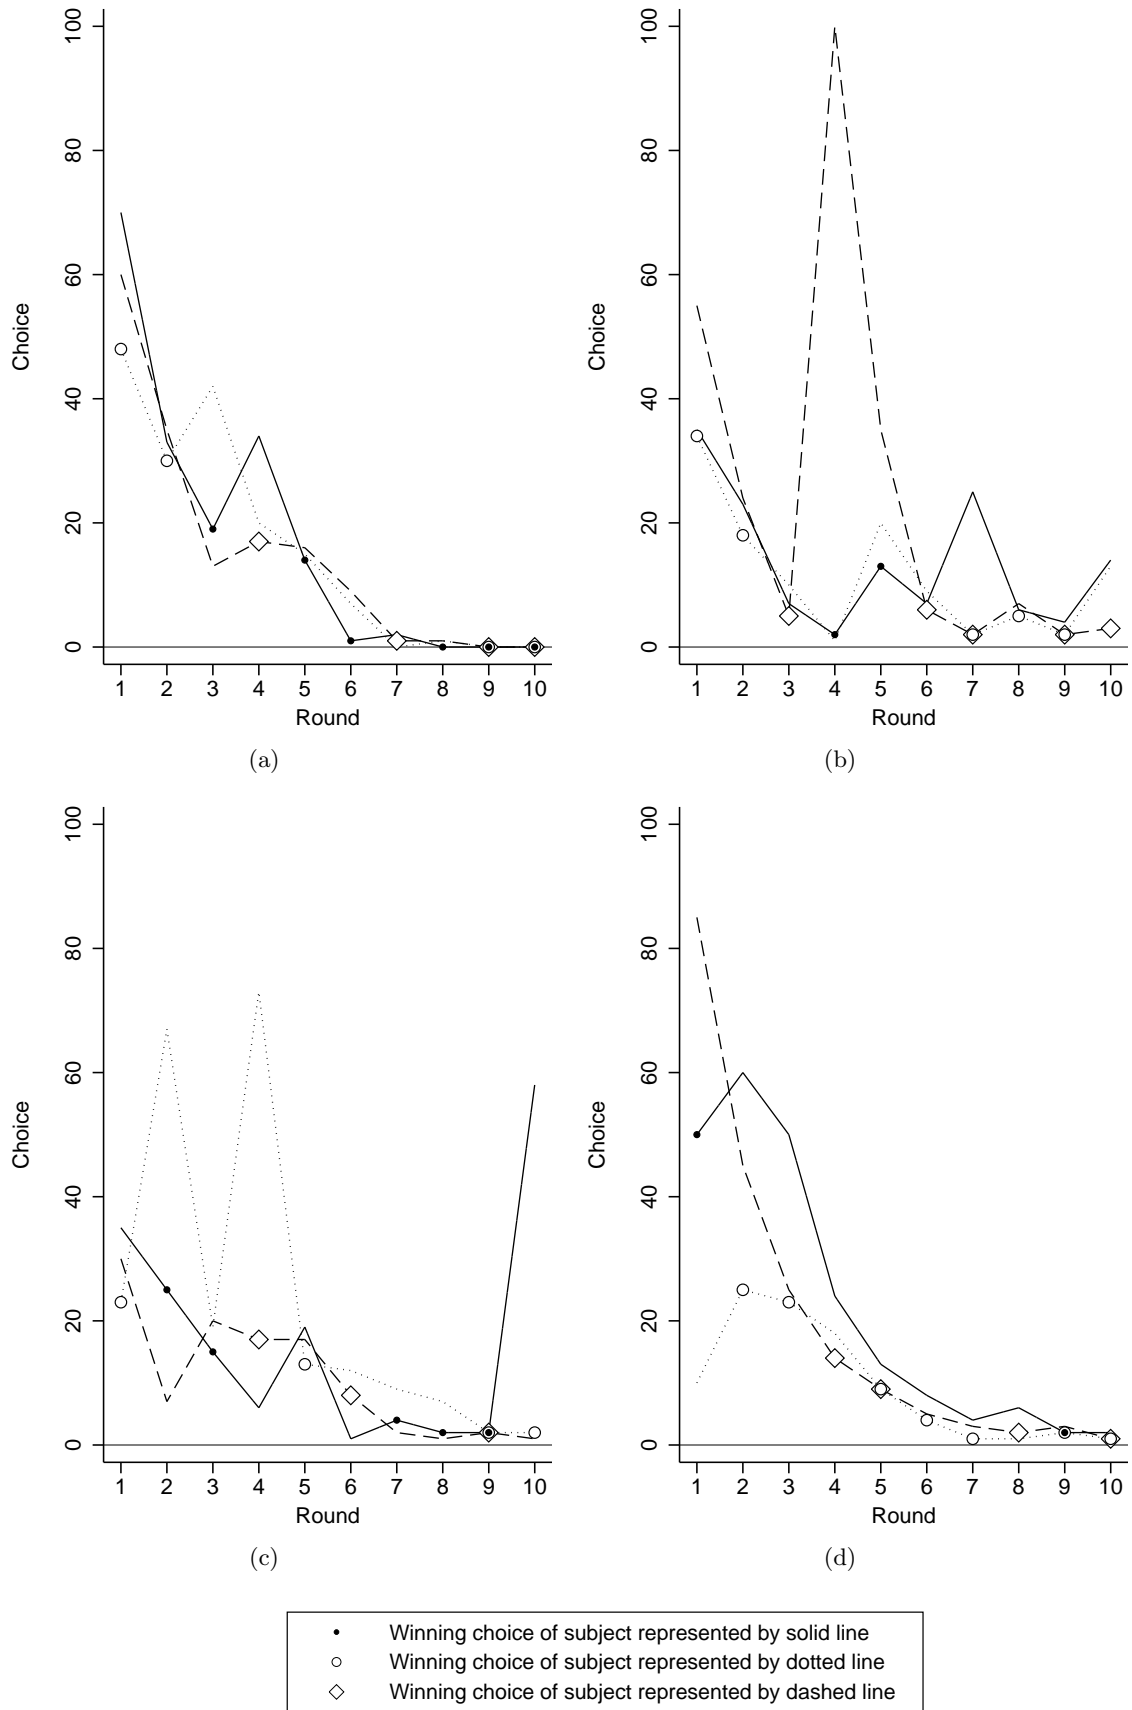 100
80
60
40
20
0
Choice
1 2 3 4 5 6 7 8 9 10
Round
(a)
100
80
60
40
20
0
Choice
1 2 3 4 5 6 7 8 9 10
Round
(b)
100
80
60
40
20
0
Choice
1 2 3 4 5 6 7 8 9 10
Round
(c)
100
80
60
40
20
0
Choice
1 2 3 4 5 6 7 8 9 10
Round
(d)
Winning choice of subject represented by solid line
Winning choice of subject represented by dotted line
Winning choice of subject represented by dashed line